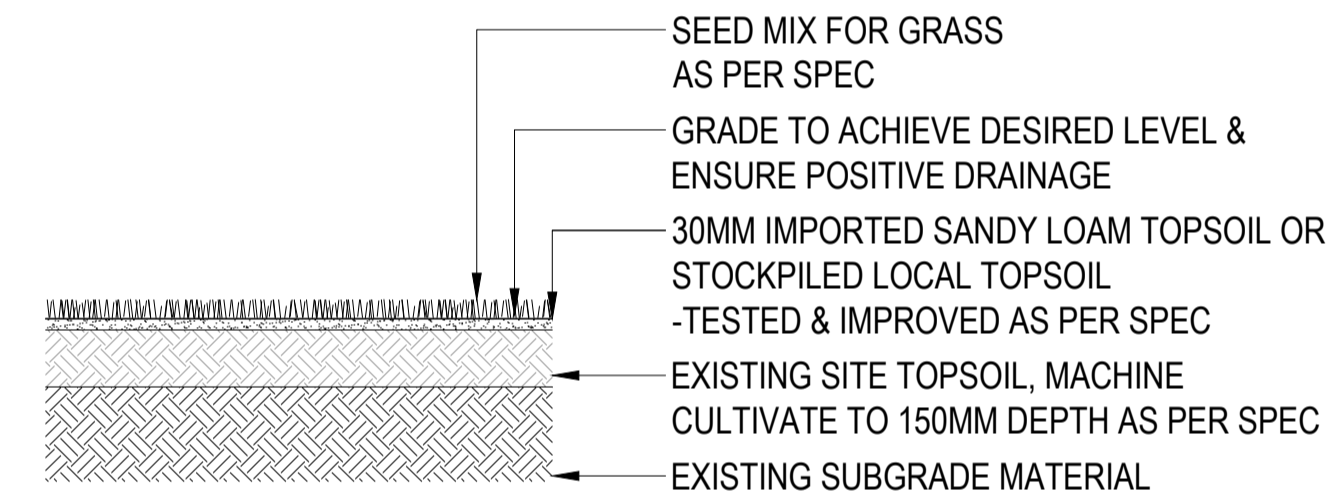 SEED MIX FOR GRASS
AS PER SPEC
GRADE TO ACHIEVE DESIRED LEVEL &
ENSURE POSITIVE DRAINAGE
30MM IMPORTED SANDY LOAM TOPSOIL OR
STOCKPILED LOCAL TOPSOIL
-TESTED & IMPROVED AS PER SPEC
EXISTING SITE TOPSOIL, MACHINE
CULTIVATE TO 150MM DEPTH AS PER SPEC
EXISTING SUBGRADE MATERIAL